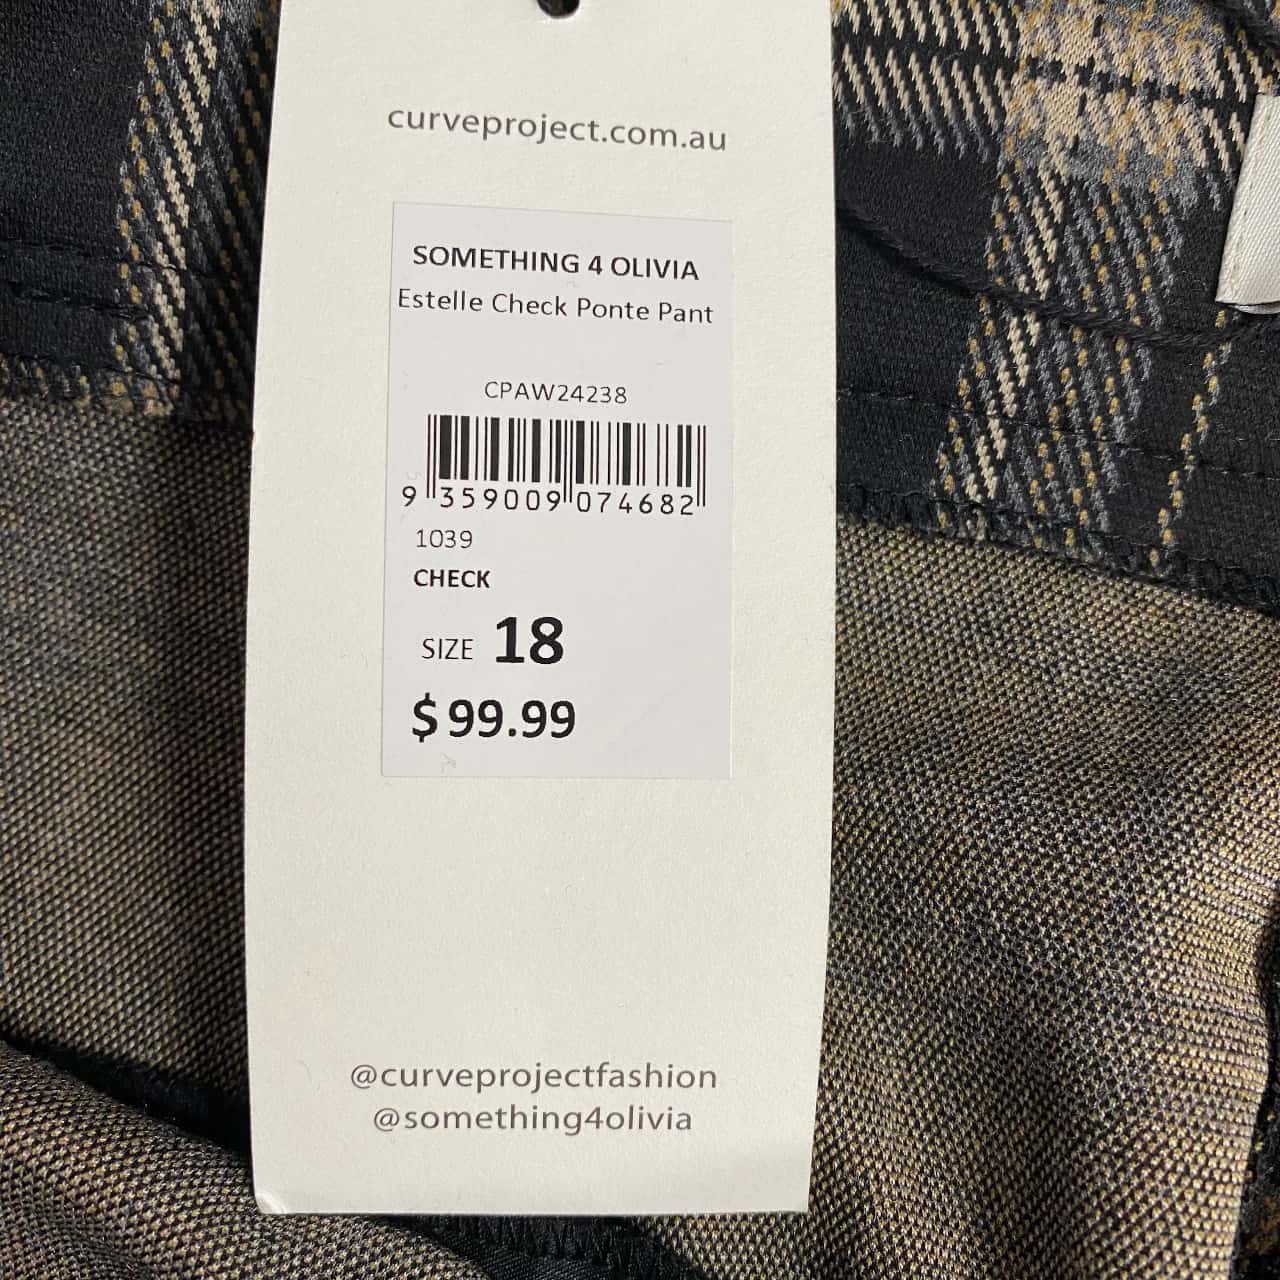 curveproject.com.au
SOMETHING 4 OLIVIA
Estelle Check Ponte Pant
CPAW24238
9 359009 074682
1039
CHECK
SIZE 18
$99.99
@curveprojectfashion
@something4olivia